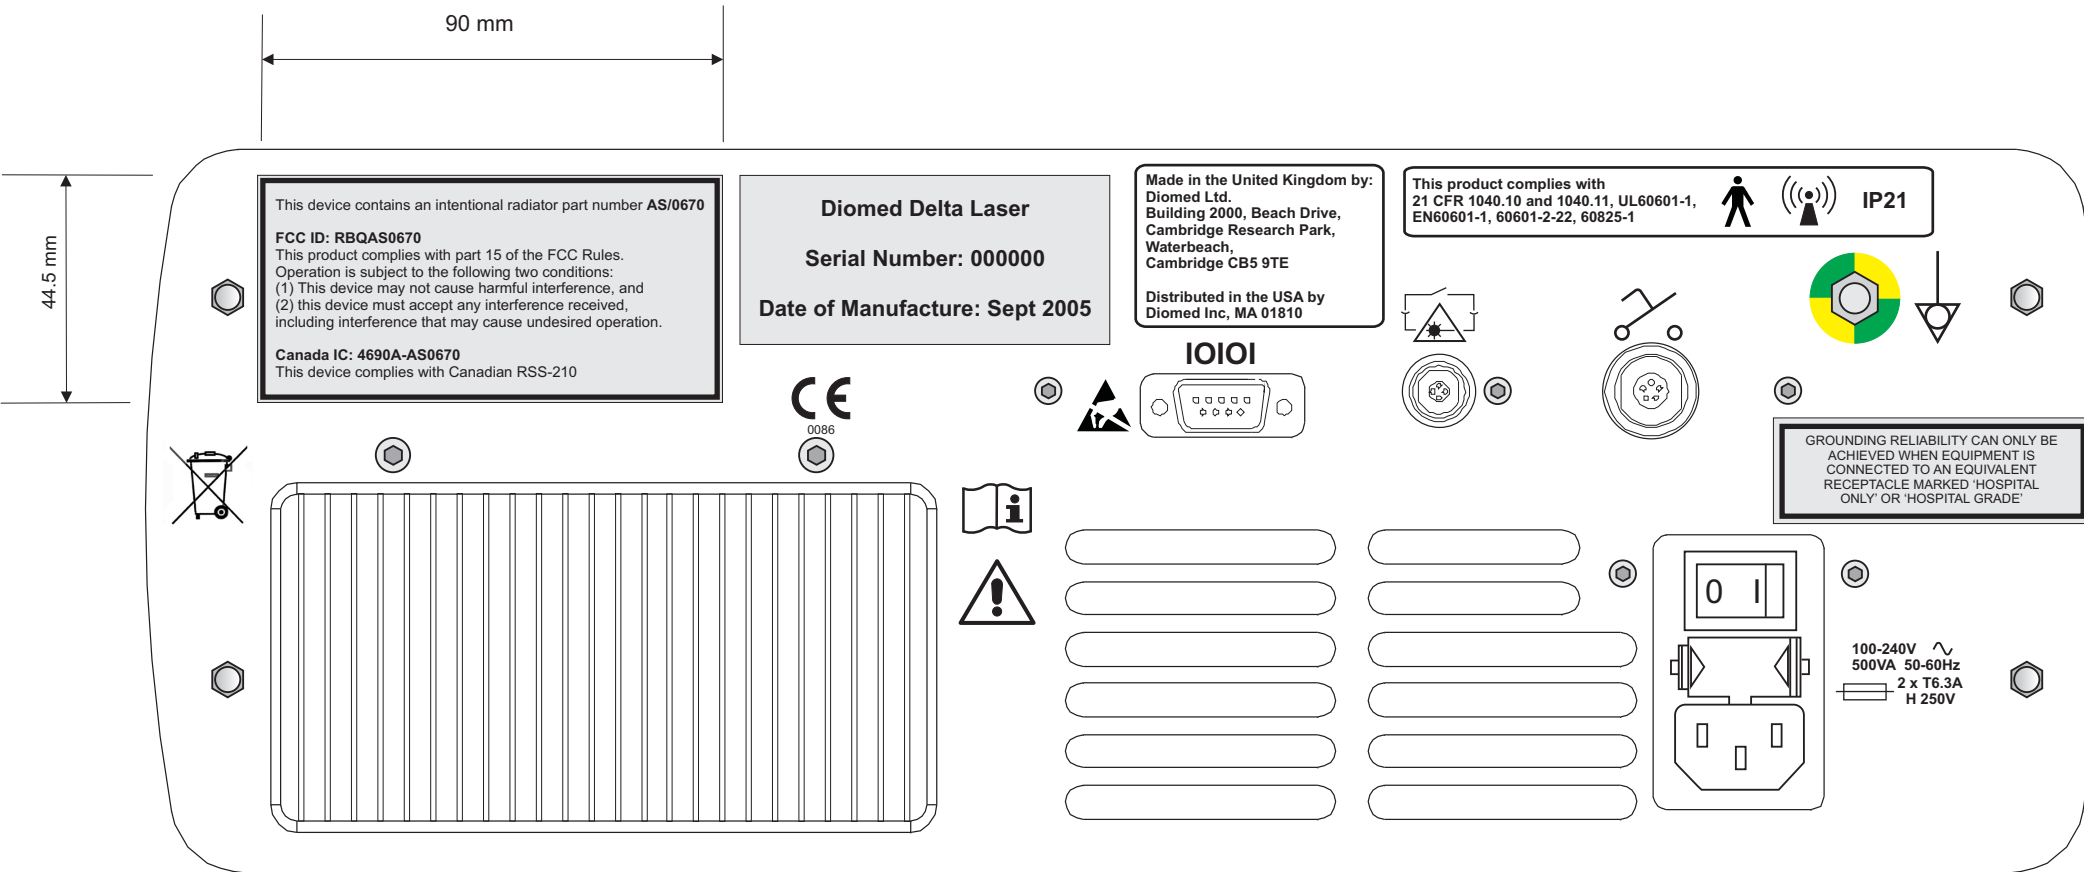 90 mm
44.5 mm
This device contains an intentional radiator part number AS/0670
FCC ID: RBQAS0670
This product complies with part 15 of the FCC Rules.
Operation is subject to the following two conditions:
(1) This device may not cause harmful interference, and
(2) this device must accept any interference received,
including interference that may cause undesired operation.
Canada IC: 4690A-AS0670
This device complies with Canadian RSS-210
Diomed Delta Laser
Serial Number: 000000
Date of Manufacture: Sept 2005
CE
0086
Made in the United Kingdom by:
Diomed Ltd.
Building 2000, Beach Drive,
Cambridge Research Park,
Waterbeach,
Cambridge CB5 9TE
Distributed in the USA by
Diomed Inc, MA 01810
IOIOI
This product complies with
21 CFR 1040.10 and 1040.11, UL60601-1,
EN60601-1, 60601-2-22, 60825-1
IP21
GROUNDING RELIABILITY CAN ONLY BE
ACHIEVED WHEN EQUIPMENT IS
CONNECTED TO AN EQUIVALENT
RECEPTACLE MARKED ‘HOSPITAL
ONLY’ OR ‘HOSPITAL GRADE’
0 I
100-240V
500VA 50-60Hz
2 x T6.3A
H 250V